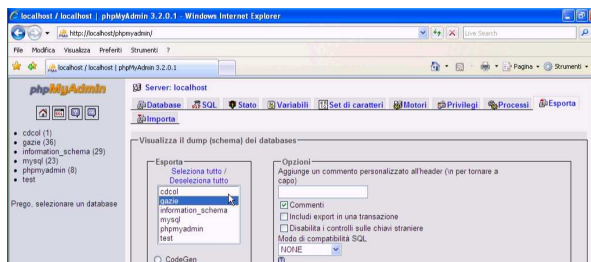 localhost / localhost | phpMyAdmin 3.2.0.1 - Windows Internet Explorer
http://localhost/phpmyadmin/
Live Search
File Modifica Visualizza Preferiti Strumenti ?
localhost / localhost | phpMyAdmin 3.2.0.1
Pagina Strumenti
phpMyAdmin
Server: localhost
Database SQL Stato Variabili Set di caratteri Motori Privilegi Processi Esporta
Importa
cdcol (1)
gazie (36)
information_schema (29)
mysql (23)
phpmyadmin (8)
test
Prego, selezionare un database
Visualizza il dump (schema) dei databases
Esporta
Seleziona tutto /
Deseleziona tutto
cdcol
gazie
information_schema
mysql
phpmyadmin
test
CodeGen
Opzioni
Aggiunge un commento personalizzato all'header (\n per tornare a
capo)
Commenti
Includi export in una transazione
Disabilita i controlli sulle chiavi straniere
Modo di compatibilità SQL
NONE